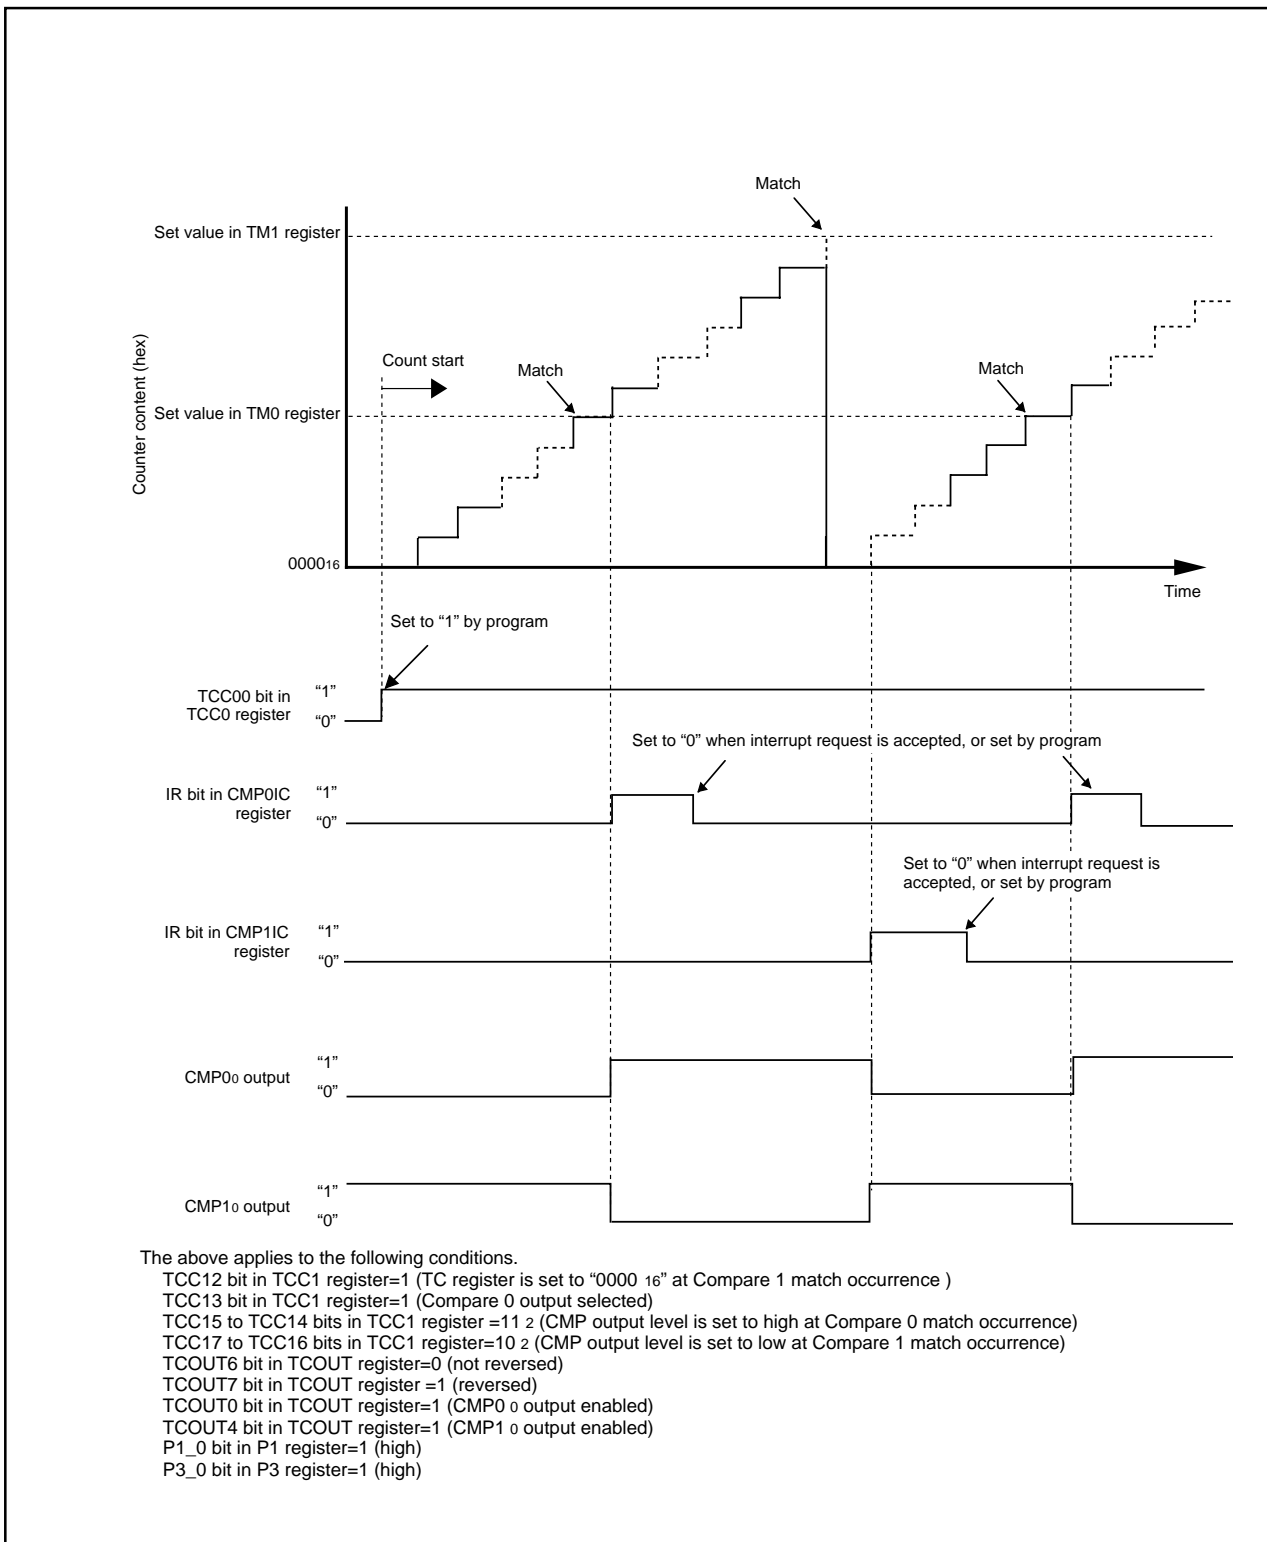 Match
Set value in TM1 register
Counter content (hex)
Count start
Match
Match
Set value in TM0 register
000016
Time
Set to “1” by program
TCC00 bit in
TCC0 register
“1”
“0”
Set to “0” when interrupt request is accepted, or set by program
IR bit in CMP0IC
register
“1”
“0”
Set to “0” when interrupt request is
accepted, or set by program
IR bit in CMP1IC
register
“1”
“0”
CMP00 output
“1”
“0”
CMP10 output
“1”
“0”
The above applies to the following conditions.
TCC12 bit in TCC1 register=1 (TC register is set to “0000 16” at Compare 1 match occurrence )
TCC13 bit in TCC1 register=1 (Compare 0 output selected)
TCC15 to TCC14 bits in TCC1 register =11 2 (CMP output level is set to high at Compare 0 match occurrence)
TCC17 to TCC16 bits in TCC1 register=10 2 (CMP output level is set to low at Compare 1 match occurrence)
TCOUT6 bit in TCOUT register=0 (not reversed)
TCOUT7 bit in TCOUT register =1 (reversed)
TCOUT0 bit in TCOUT register=1 (CMP0 0 output enabled)
TCOUT4 bit in TCOUT register=1 (CMP1 0 output enabled)
P1_0 bit in P1 register=1 (high)
P3_0 bit in P3 register=1 (high)